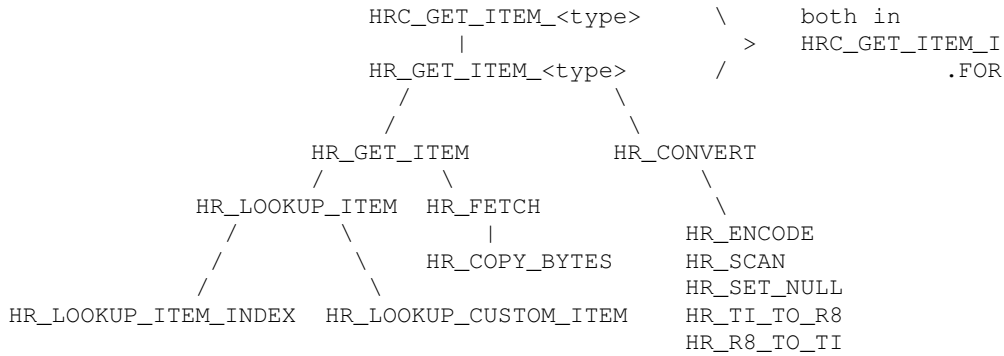 HRC_GET_ITEM_<type>       \     both in
|                  >  HRC_GET_ITEM_I
HR_GET_ITEM_<type>       /             .FOR
/             \
/               \
HR_GET_ITEM          HR_CONVERT
/        \                 \
HR_LOOKUP_ITEM  HR_FETCH             \
/       \        |             HR_ENCODE
/         \    HR_COPY_BYTES     HR_SCAN
/           \                    HR_SET_NULL
HR_LOOKUP_ITEM_INDEX  HR_LOOKUP_CUSTOM_ITEM    HR_TI_TO_R8
HR_R8_TO_TI